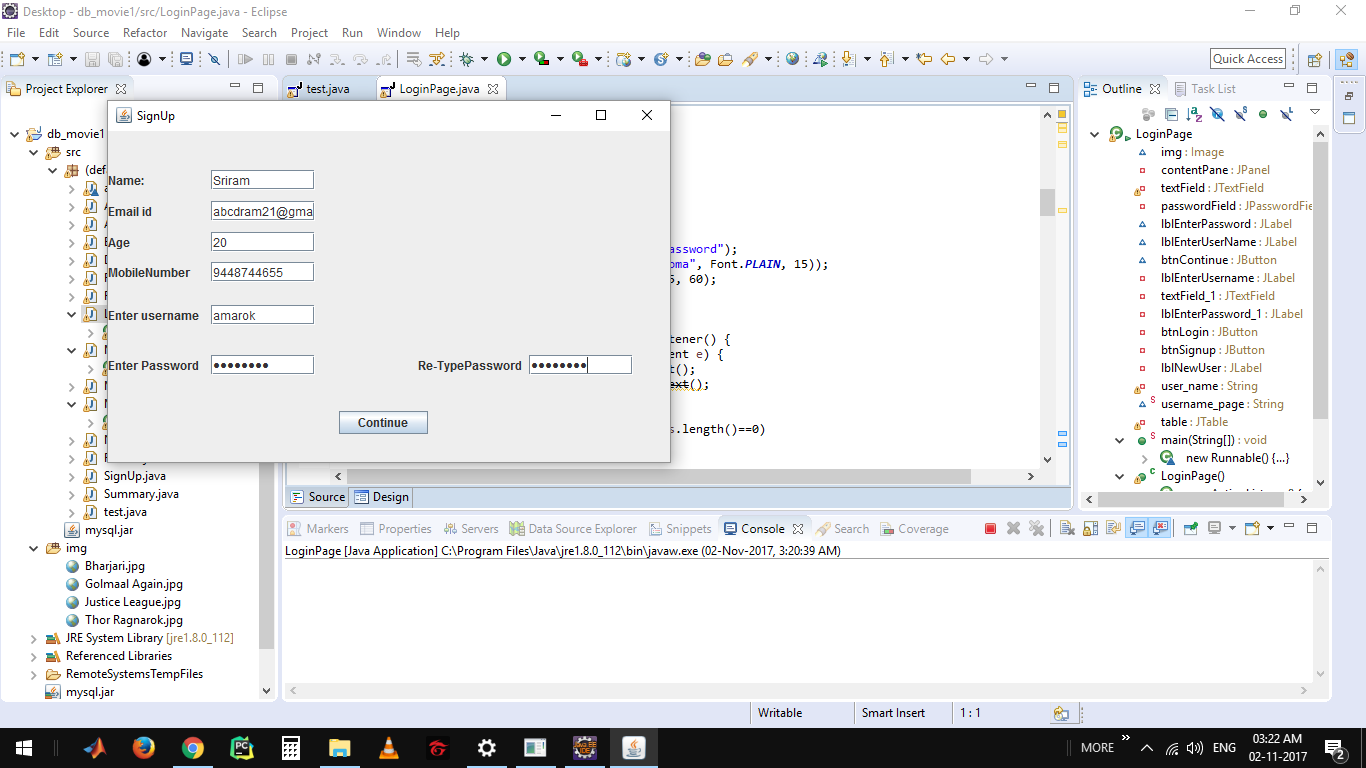 Desktop - db_movie1/src/LoginPage.java - Eclipse
File Edit Source Refactor Navigate Search Project Run Window Help
Quick Access
Project Explorer
test.java
LoginPage.java
Outline
Task List
SignUp
Name:
Sriram
Email id
abcdram21@gma
Age
20
MobileNumber
9448744655
Enter username
amarok
Enter Password
●●●●●●●●
Re-TypePassword
●●●●●●●●
Continue
db_movie1
src
(def
SignUp.java
Summary.java
test.java
mysql.jar
img
Bharjari.jpg
Golmaal Again.jpg
Justice League.jpg
Thor Ragnarok.jpg
JRE System Library [jre1.8.0_112]
Referenced Libraries
RemoteSystemsTempFiles
mysql.jar
assword");
oma", Font.PLAIN, 15));
5, 60);
tener() {
ent e) {
t();
ext();
s.length()==0)
Source
Design
LoginPage
img : Image
contentPane : JPanel
textField : JTextField
passwordField : JPasswordFie
lblEnterPassword : JLabel
lblEnterUserName : JLabel
btnContinue : JButton
lblEnterUsername : JLabel
textField_1 : JTextField
lblEnterPassword_1 : JLabel
btnLogin : JButton
btnSignup : JButton
lblNewUser : JLabel
user_name : String
username_page : String
table : JTable
main(String[]) : void
new Runnable() {...}
LoginPage()
Markers Properties Servers Data Source Explorer Snippets Console Search Coverage
LoginPage [Java Application] C:\Program Files\Java\jre1.8.0_112\bin\javaw.exe (02-Nov-2017, 3:20:39 AM)
Writable
Smart Insert
1 : 1
MORE
ENG
03:22 AM
02-11-2017
2